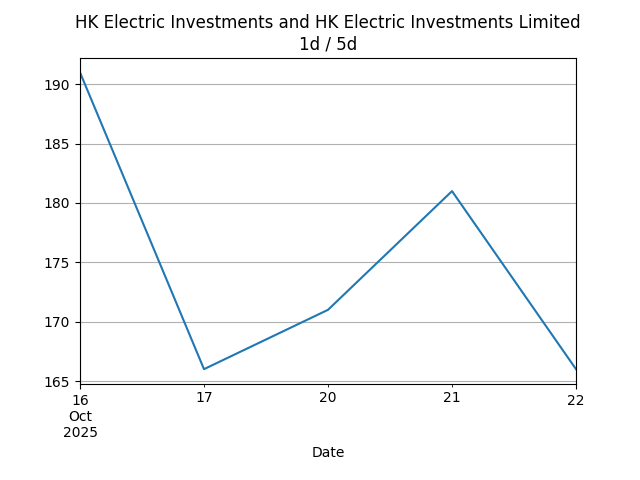 HK Electric Investments and HK Electric Investments Limited
1d / 5d
190
185
180
175
170
165
16 17 20 21 22
Oct
2025
Date